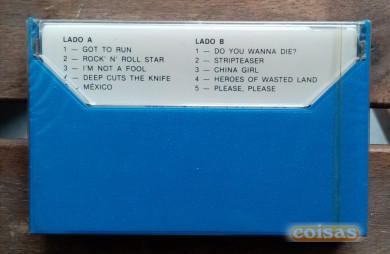 LADO A
1 — GOT TO RUN
2 — ROCK' N' ROLL STAR
3 — I'M NOT A FOOL
4 — DEEP CUTS THE KNIFE
MÉXICO
LADO B
1 — DO YOU WANNA DIE?
2 — STRIPTEASER
3 — CHINA GIRL
4 — HEROES OF WASTED LAND
5 — PLEASE, PLEASE
coisas